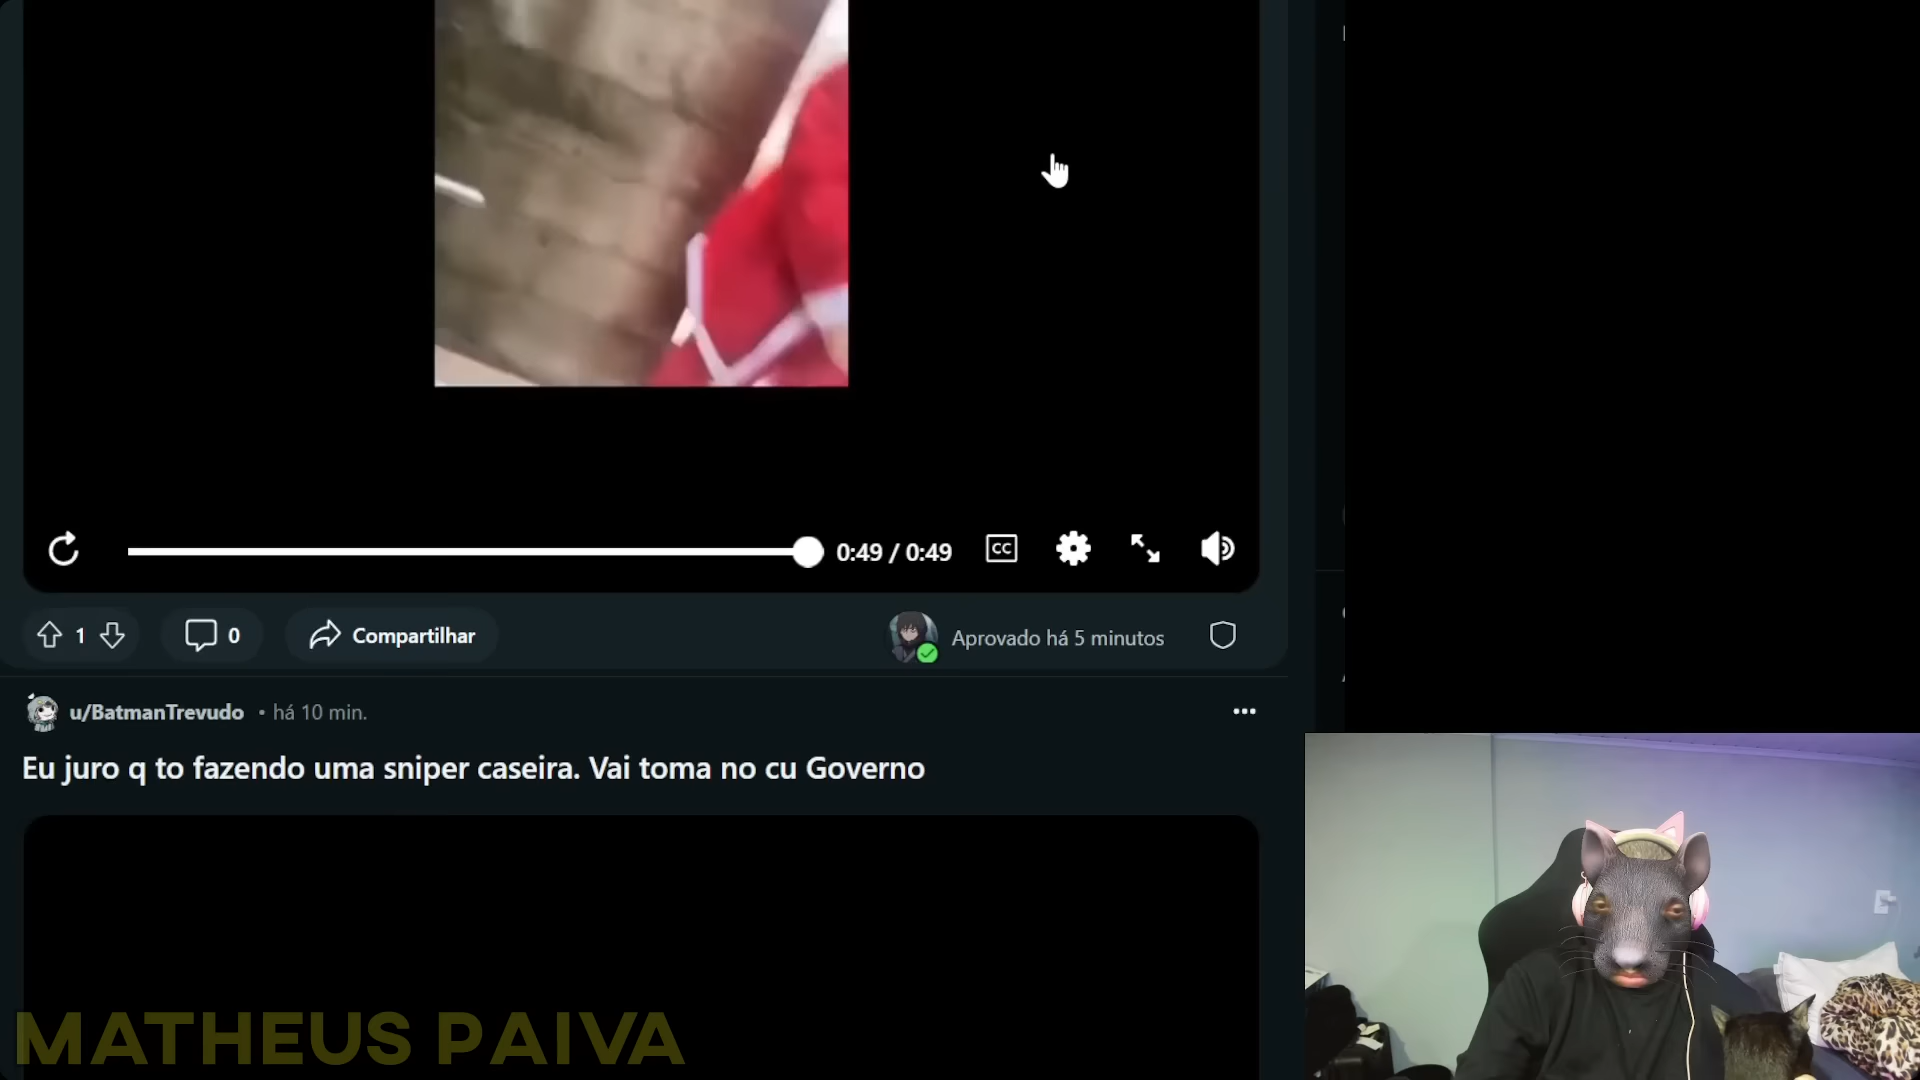 0:49 / 0:49
CC
1
0
Compartilhar
Aprovado há 5 minutos
u/BatmanTrevudo • há 10 min.
Eu juro q to fazendo uma sniper caseira. Vai toma no cu Governo
MATHEUS PAIVA